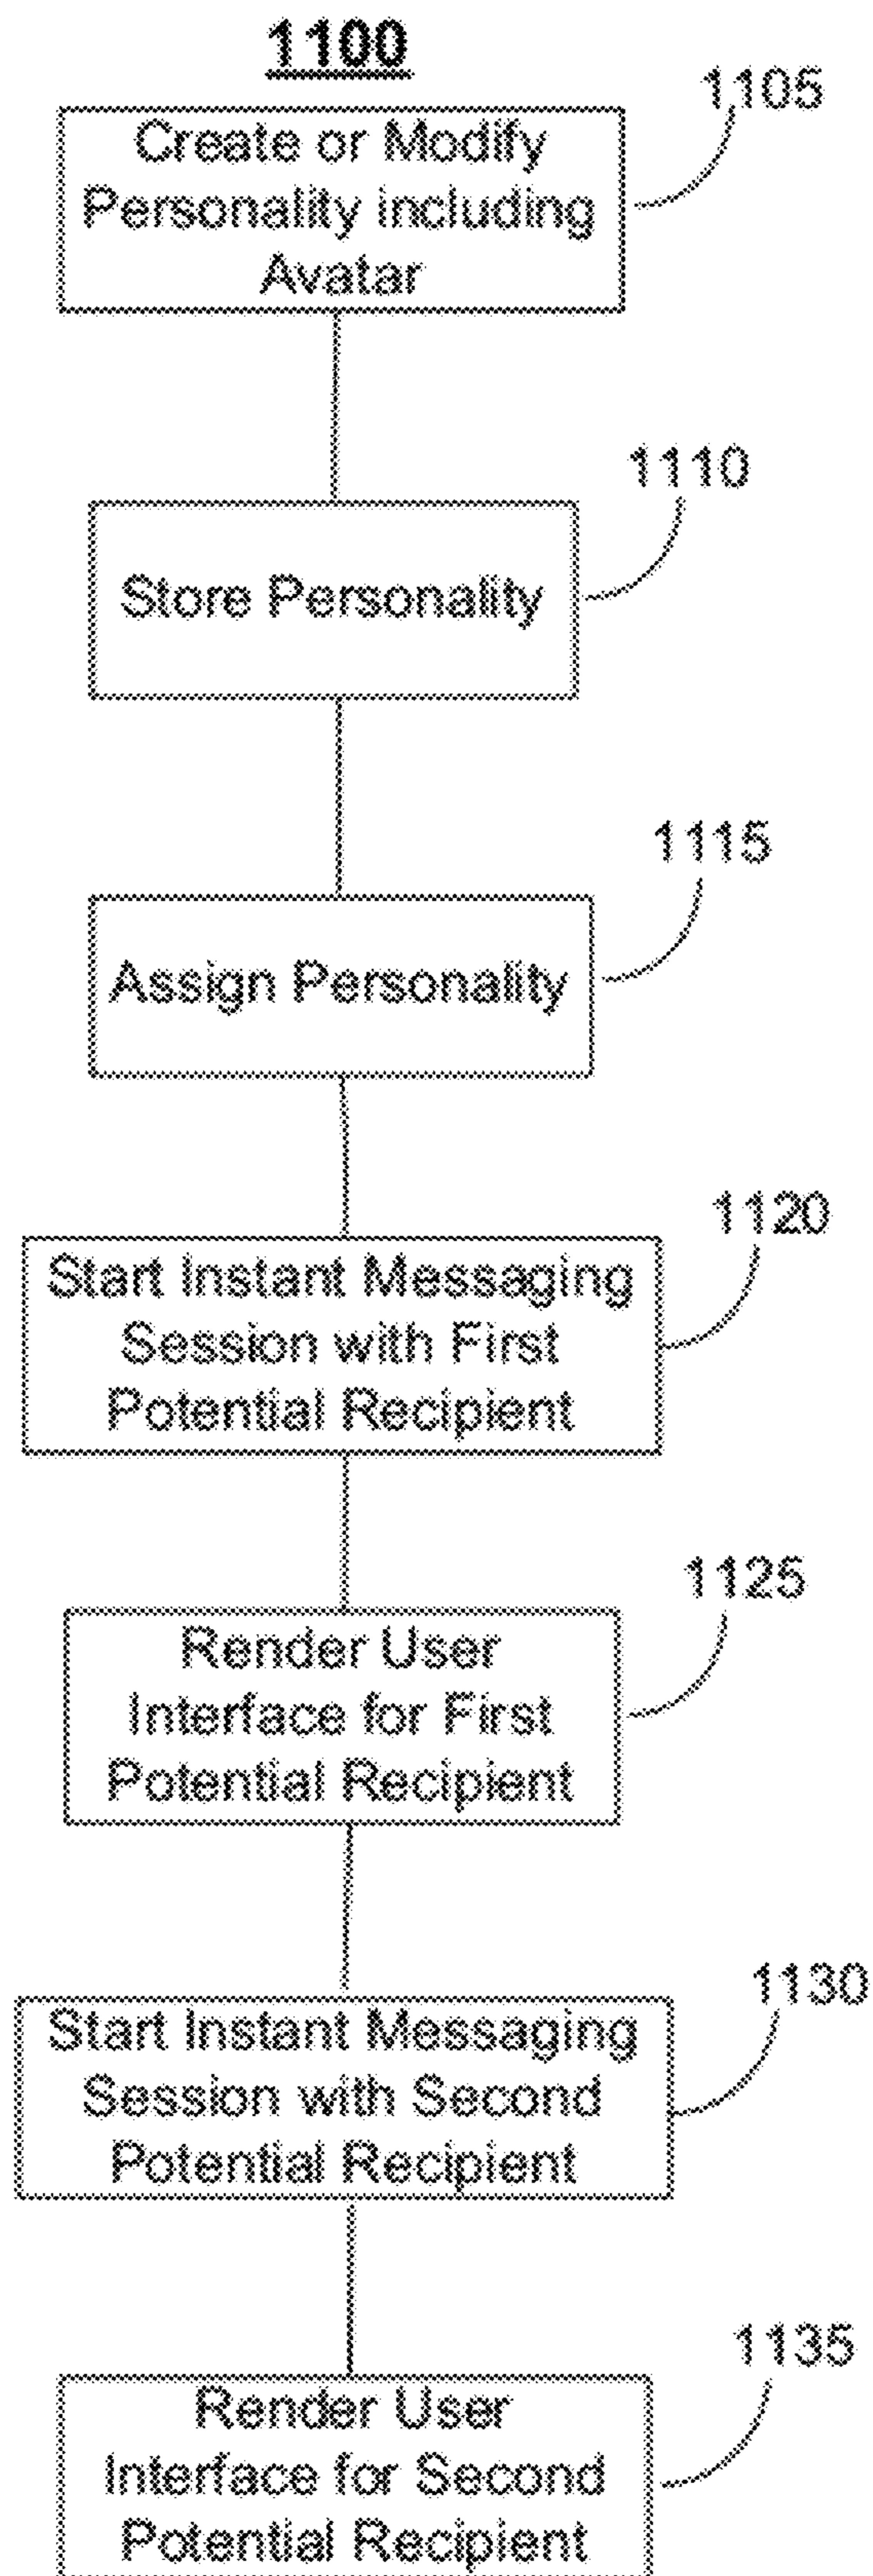 1100
1105
Create or Modify
Personality including
Avatar
1110
Store Personality
1115
Assign Personality
1120
Start Instant Messaging
Session with First
Potential Recipient
1125
Render User
Interface for First
Potential Recipient
1130
Start Instant Messaging
Session with Second
Potential Recipient
1135
Render User
Interface for Second
Potential Recipient